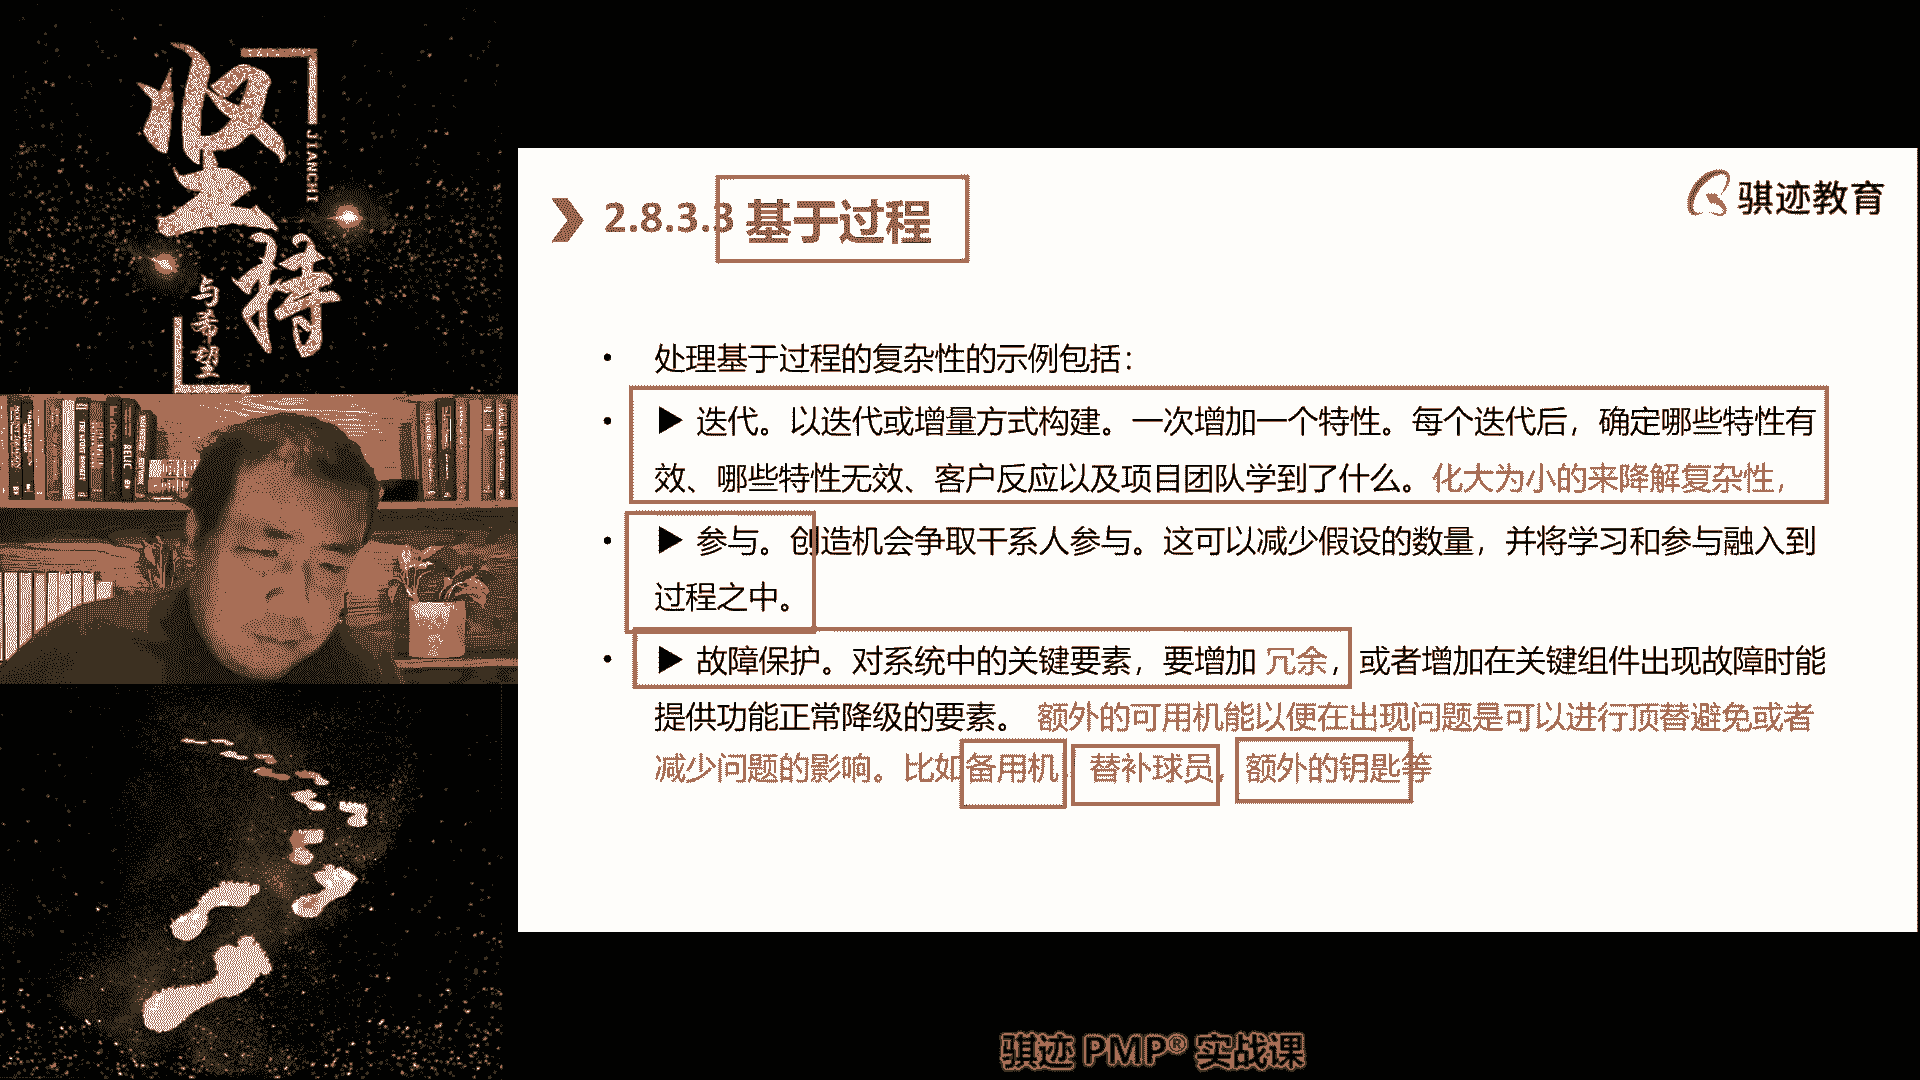 坚持
JIANCHI
与希望
骐迹教育
2.8.3.3 基于过程
• 处理基于过程的复杂性的示例包括：
• ▶ 迭代。以迭代或增量方式构建。一次增加一个特性。每个迭代后，确定哪些特性有
效、哪些特性无效、客户反应以及项目团队学到了什么。化大为小的来降解复杂性，
• ▶ 参与。创造机会争取干系人参与。这可以减少假设的数量，并将学习和参与融入到
过程之中。
• ▶ 故障保护。对系统中的关键要素，要增加 冗余，或者增加在关键组件出现故障时能
提供功能正常降级的要素。 额外的可用机能以便在出现问题是可以进行顶替避免或者
减少问题的影响。比如备用机，替补球员，额外的钥匙等
骐迹 PMP® 实战课